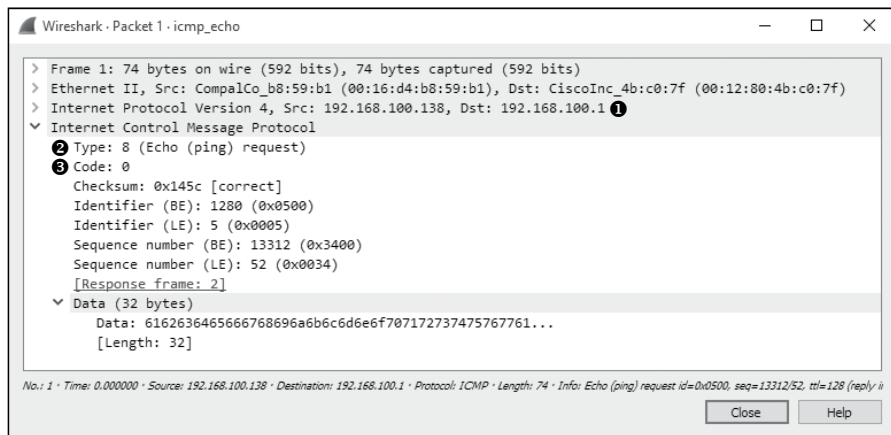 Wireshark · Packet 1 · icmp_echo
> Frame 1: 74 bytes on wire (592 bits), 74 bytes captured (592 bits)
> Ethernet II, Src: CompalCo_b8:59:b1 (00:16:d4:b8:59:b1), Dst: CiscoInc_4b:c0:7f (00:12:80:4b:c0:7f)
> Internet Protocol Version 4, Src: 192.168.100.138, Dst: 192.168.100.1 ❶
Internet Control Message Protocol
❷ Type: 8 (Echo (ping) request)
❸ Code: 0
Checksum: 0x145c [correct]
Identifier (BE): 1280 (0x0500)
Identifier (LE): 5 (0x0005)
Sequence number (BE): 13312 (0x3400)
Sequence number (LE): 52 (0x0034)
[Response frame: 2]
Data (32 bytes)
Data: 6162636465666768696a6b6c6d6e6f707172737475767761...
[Length: 32]
No.: 1 · Time: 0.000000 · Source: 192.168.100.138 · Destination: 192.168.100.1 · Protocol: ICMP · Length: 74 · Info: Echo (ping) request id=0x0500, seq=13312/52, ttl=128 (reply i
Close Help